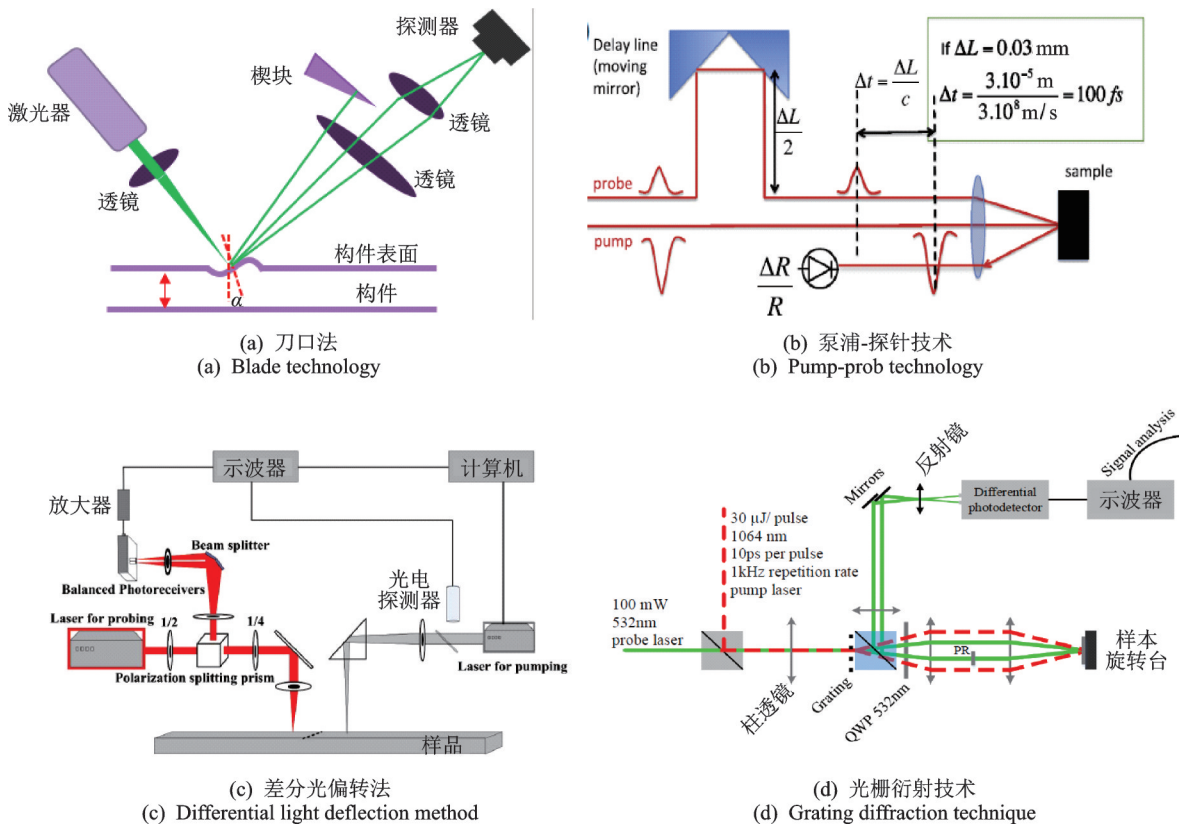 探测器
楔块
激光器
透镜
透镜
透镜
构件表面
α
构件
(a) 刀口法
(a) Blade technology
Delay line
(moving
mirror)
ΔL/2
Δt = ΔL/c
If ΔL = 0.03 mm
Δt = 3.10⁻⁵ m / 3.10⁸ m/s = 100 fs
probe
pump
sample
ΔR/R
(b) 泵浦-探针技术
(b) Pump-prob technology
示波器
计算机
放大器
Beam splitter
Balanced Photoreceivers
光电
探测器
Laser for probing
1/2
1/4
Laser for pumping
Polarization splitting prism
样品
(c) 差分光偏转法
(c) Differential light deflection method
Signal analysis
反射镜
Mirrors
Differential
photodetector
示波器
30 μJ/ pulse
1064 nm
10ps per pulse
1kHz repetition rate
pump laser
100 mW
532nm
probe laser
PR
样本
旋转台
柱透镜
Grating
QWP 532nm
(d) 光栅衍射技术
(d) Grating diffraction technique